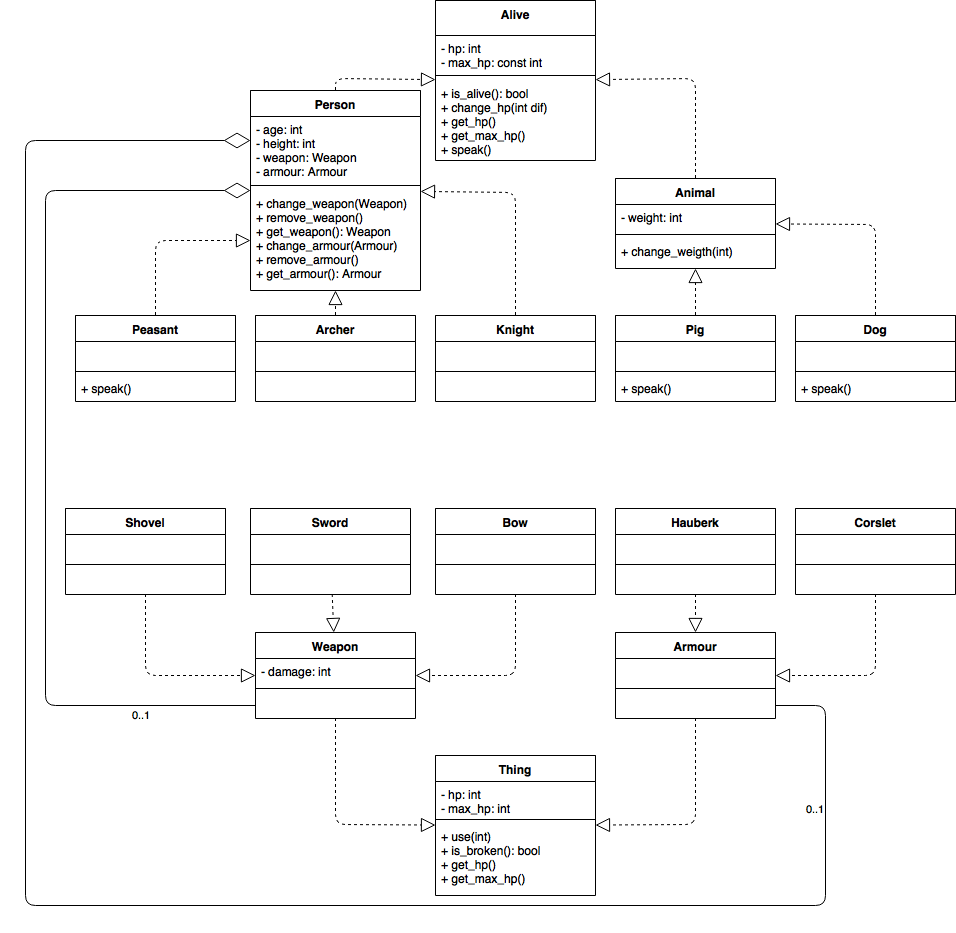 Alive
- hp: int
- max_hp: const int
+ is_alive(): bool
+ change_hp(int dif)
+ get_hp()
+ get_max_hp()
+ speak()
Person
- age: int
- height: int
- weapon: Weapon
- armour: Armour
+ change_weapon(Weapon)
+ remove_weapon()
+ get_weapon(): Weapon
+ change_armour(Armour)
+ remove_armour()
+ get_armour(): Armour
Animal
- weight: int
+ change_weigth(int)
Peasant
+ speak()
Archer
Knight
Pig
+ speak()
Dog
+ speak()
Shovel
Sword
Bow
Hauberk
Corslet
Weapon
- damage: int
Armour
0..1
Thing
- hp: int
- max_hp: int
+ use(int)
+ is_broken(): bool
+ get_hp()
+ get_max_hp()
0..1